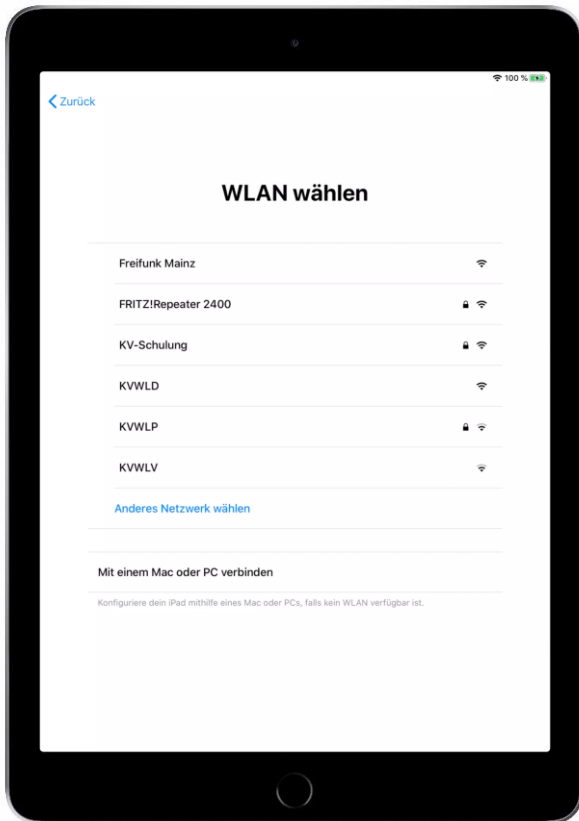 100 %
Zurück
WLAN wählen
Freifunk Mainz
FRITZ!Repeater 2400
KV-Schulung
KVWLD
KVWLP
KVWLV
Anderes Netzwerk wählen
Mit einem Mac oder PC verbinden
Konfiguriere dein iPad mithilfe eines Mac oder PCs, falls kein WLAN verfügbar ist.